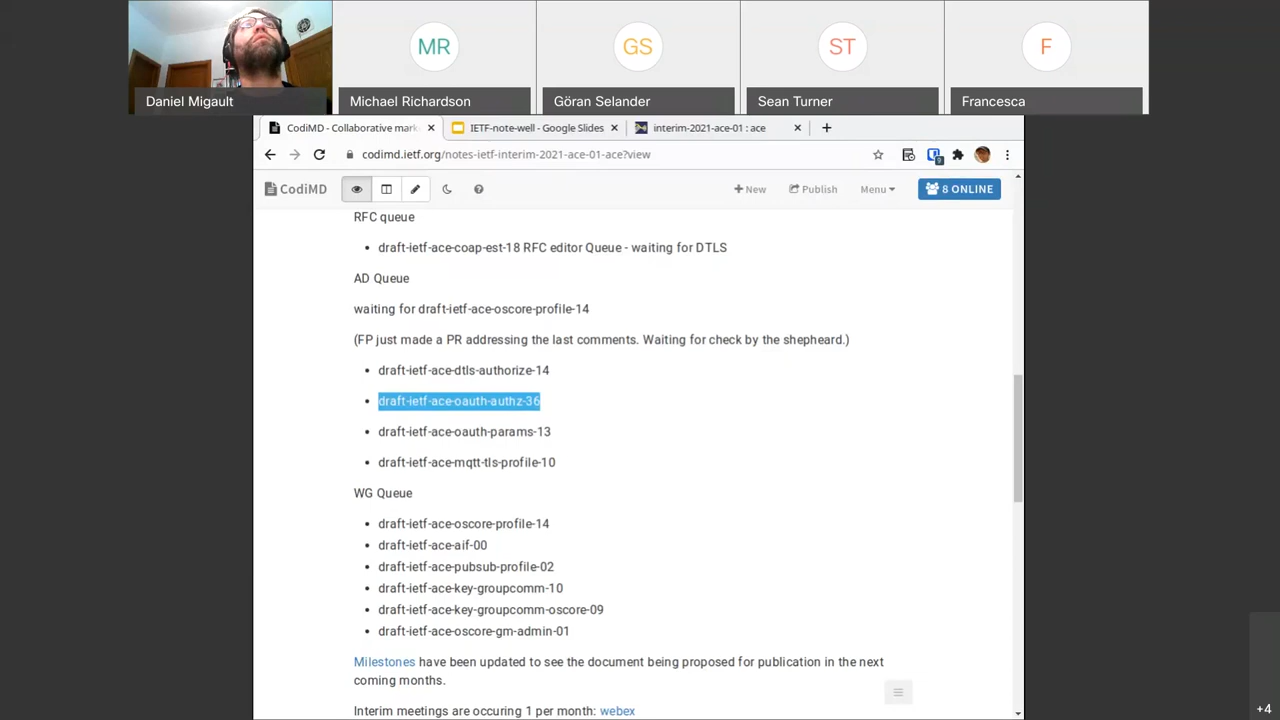 MR
GS
ST
F
Daniel Migault
Michael Richardson
Göran Selander
Sean Turner
Francesca
CodiMD - Collaborative mark
IETF-note-well - Google Slides
interim-2021-ace-01 : ace
codimd.ietf.org/notes-ietf-interim-2021-ace-01-ace?view
CodiMD
New
Publish
Menu
8 ONLINE
RFC queue
• draft-ietf-ace-coap-est-18 RFC editor Queue - waiting for DTLS
AD Queue
waiting for draft-ietf-ace-oscore-profile-14
(FP just made a PR addressing the last comments. Waiting for check by the shepheard.)
• draft-ietf-ace-dtls-authorize-14
• draft-ietf-ace-oauth-authz-36
• draft-ietf-ace-oauth-params-13
• draft-ietf-ace-mqtt-tls-profile-10
WG Queue
• draft-ietf-ace-oscore-profile-14
• draft-ietf-ace-aif-00
• draft-ietf-ace-pubsub-profile-02
• draft-ietf-ace-key-groupcomm-10
• draft-ietf-ace-key-groupcomm-oscore-09
• draft-ietf-ace-oscore-gm-admin-01
Milestones have been updated to see the document being proposed for publication in the next
coming months.
Interim meetings are occuring 1 per month: webex
+4